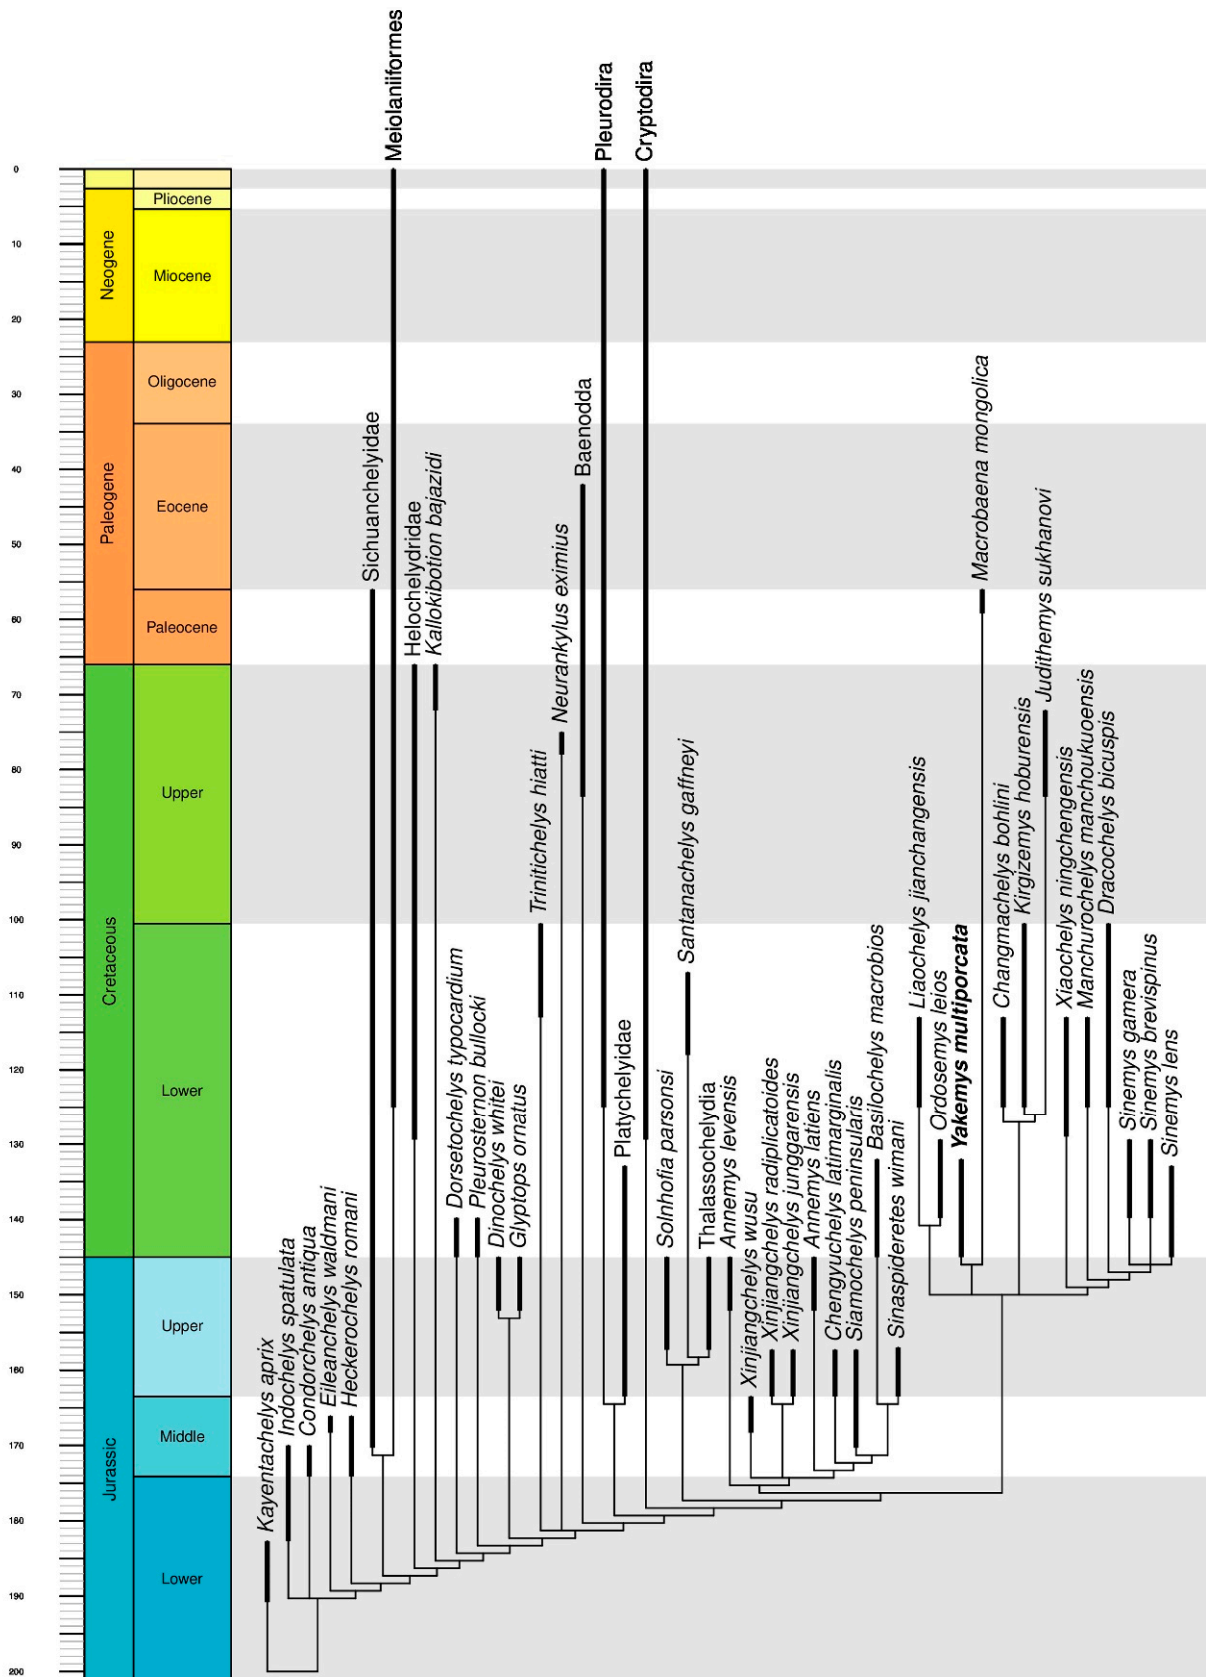 0
10
20
30
40
50
60
70
80
90
100
110
120
130
140
150
160
170
180
190
200
Neogene
Paleogene
Cretaceous
Jurassic
Pliocene
Miocene
Oligocene
Eocene
Paleocene
Upper
Lower
Upper
Middle
Lower
Kayentachelys aprix
Indochelys spatulata
Condorchelys antiqua
Eileanchelys waldmani
Heckerochelys romani
Sichuanchelyidae
Meiolaniiformes
Helochelydridae
Kallokibotion bajazidi
Dorsetochelys typocardium
Pleurosternon bullocki
Dinochelys whitei
Glyptops ornatus
Trinitichelys hiatti
Neurankylus eximius
Baenodda
Pleurodira
Platychelyidae
Cryptodira
Solnhofia parsonsi
Santanachelys gaffneyi
Thalassochelydia
Annemys levensis
Xinjiangchelys wusu
Xinjiangchelys radiplicatoides
Xinjiangchelys junggarensis
Annemys latiens
Chengyuchelys latimarginalis
Siamochelys peninsularis
Basilochelys macrobios
Sinaspideretes wimani
Liaochelys jianchangensis
Ordosemys leios
Yakemys multiporcata
Macrobaena mongolica
Changmachelys bohlini
Kirgizemys hoburensis
Judithemys sukhanovi
Xiaochelys ningchengensis
Manchurochelys manchoukuoensis
Dracochelys bicuspis
Sinemys gamera
Sinemys brevispinus
Sinemys lens